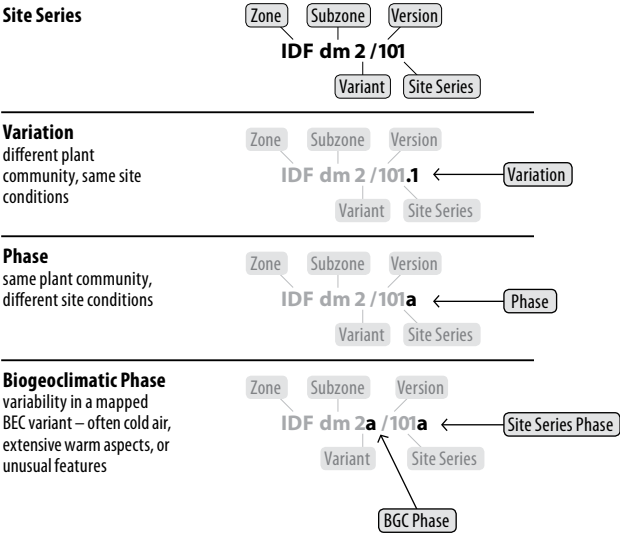 Site Series
Zone Subzone Version
IDF dm 2 /101
Variant Site Series
Variation
different plant
community, same site
conditions
Zone Subzone Version
IDF dm 2 /101.1
Variation
Variant Site Series
Phase
same plant community,
different site conditions
Zone Subzone Version
IDF dm 2 /101a
Phase
Variant Site Series
Biogeoclimatic Phase
variability in a mapped
BEC variant – often cold air,
extensive warm aspects, or
unusual features
Zone Subzone Version
IDF dm 2a /101a
Site Series Phase
Variant Site Series
BGC Phase